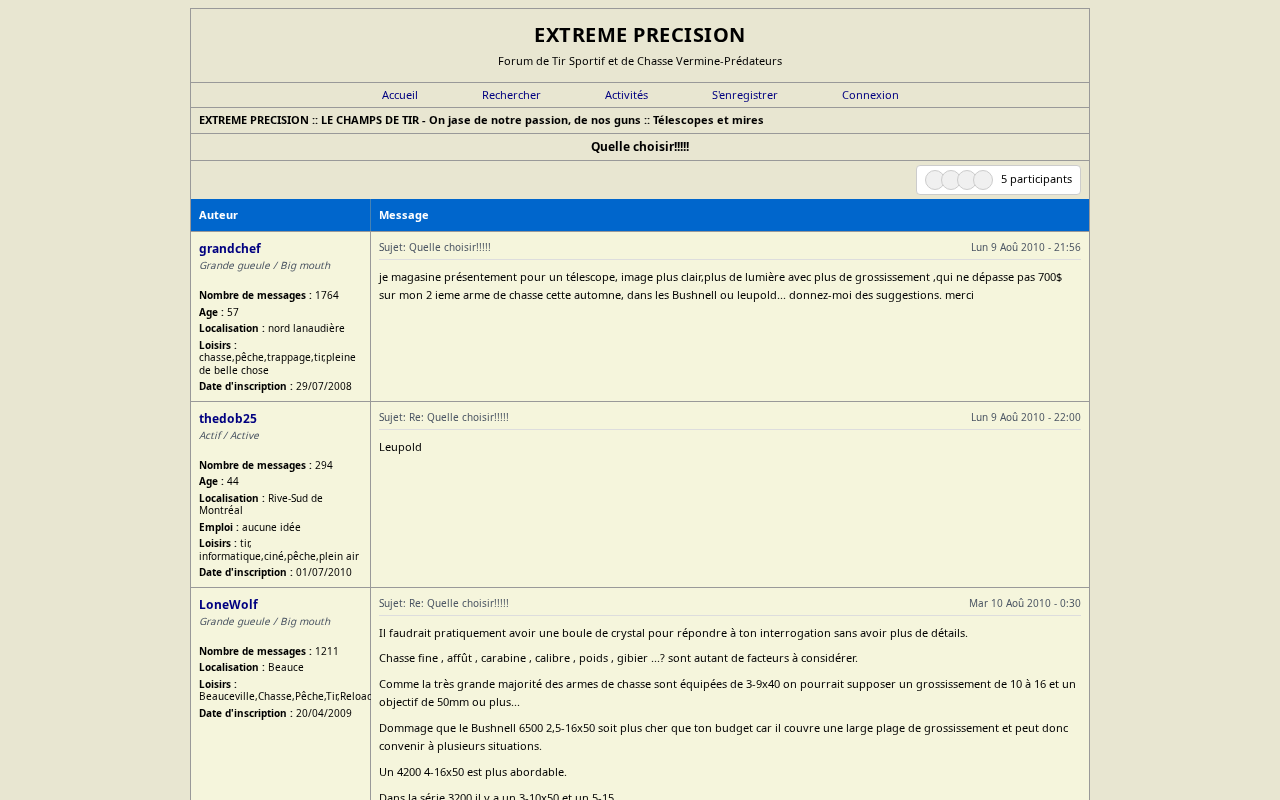 EXTREME PRECISION
Forum de Tir Sportif et de Chasse Vermine-Prédateurs
Accueil Rechercher Activités S'enregistrer Connexion
EXTREME PRECISION :: LE CHAMPS DE TIR - On jase de notre passion, de nos guns :: Télescopes et mires
Quelle choisir!!!!!
5 participants
Auteur Message
grandchef
Grande gueule / Big mouth
Nombre de messages : 1764
Age : 57
Localisation : nord lanaudière
Loisirs :
chasse,pêche,trappage,tir,pleine
de belle chose
Date d'inscription : 29/07/2008
Sujet: Quelle choisir!!!!! Lun 9 Aoû 2010 - 21:56
je magasine présentement pour un télescope, image plus clair,plus de lumière avec plus de grossissement ,qui ne dépasse pas 700$
sur mon 2 ieme arme de chasse cette automne, dans les Bushnell ou leupold... donnez-moi des suggestions. merci
thedob25
Actif / Active
Nombre de messages : 294
Age : 44
Localisation : Rive-Sud de
Montréal
Emploi : aucune idée
Loisirs : tir,
informatique,ciné,pêche,plein air
Date d'inscription : 01/07/2010
Sujet: Re: Quelle choisir!!!!! Lun 9 Aoû 2010 - 22:00
Leupold
LoneWolf
Grande gueule / Big mouth
Nombre de messages : 1211
Localisation : Beauce
Loisirs :
Beauceville,Chasse,Pêche,Tir,Reload
Date d'inscription : 20/04/2009
Sujet: Re: Quelle choisir!!!!! Mar 10 Aoû 2010 - 0:30
Il faudrait pratiquement avoir une boule de crystal pour répondre à ton interrogation sans avoir plus de détails.
Chasse fine , affût , carabine , calibre , poids , gibier ...? sont autant de facteurs à considérer.
Comme la très grande majorité des armes de chasse sont équipées de 3-9x40 on pourrait supposer un grossissement de 10 à 16 et un
objectif de 50mm ou plus...
Dommage que le Bushnell 6500 2,5-16x50 soit plus cher que ton budget car il couvre une large plage de grossissement et peut donc
convenir à plusieurs situations.
Un 4200 4-16x50 est plus abordable.
Dans la série 3200 il y a un 3-10x50 et un 5-15